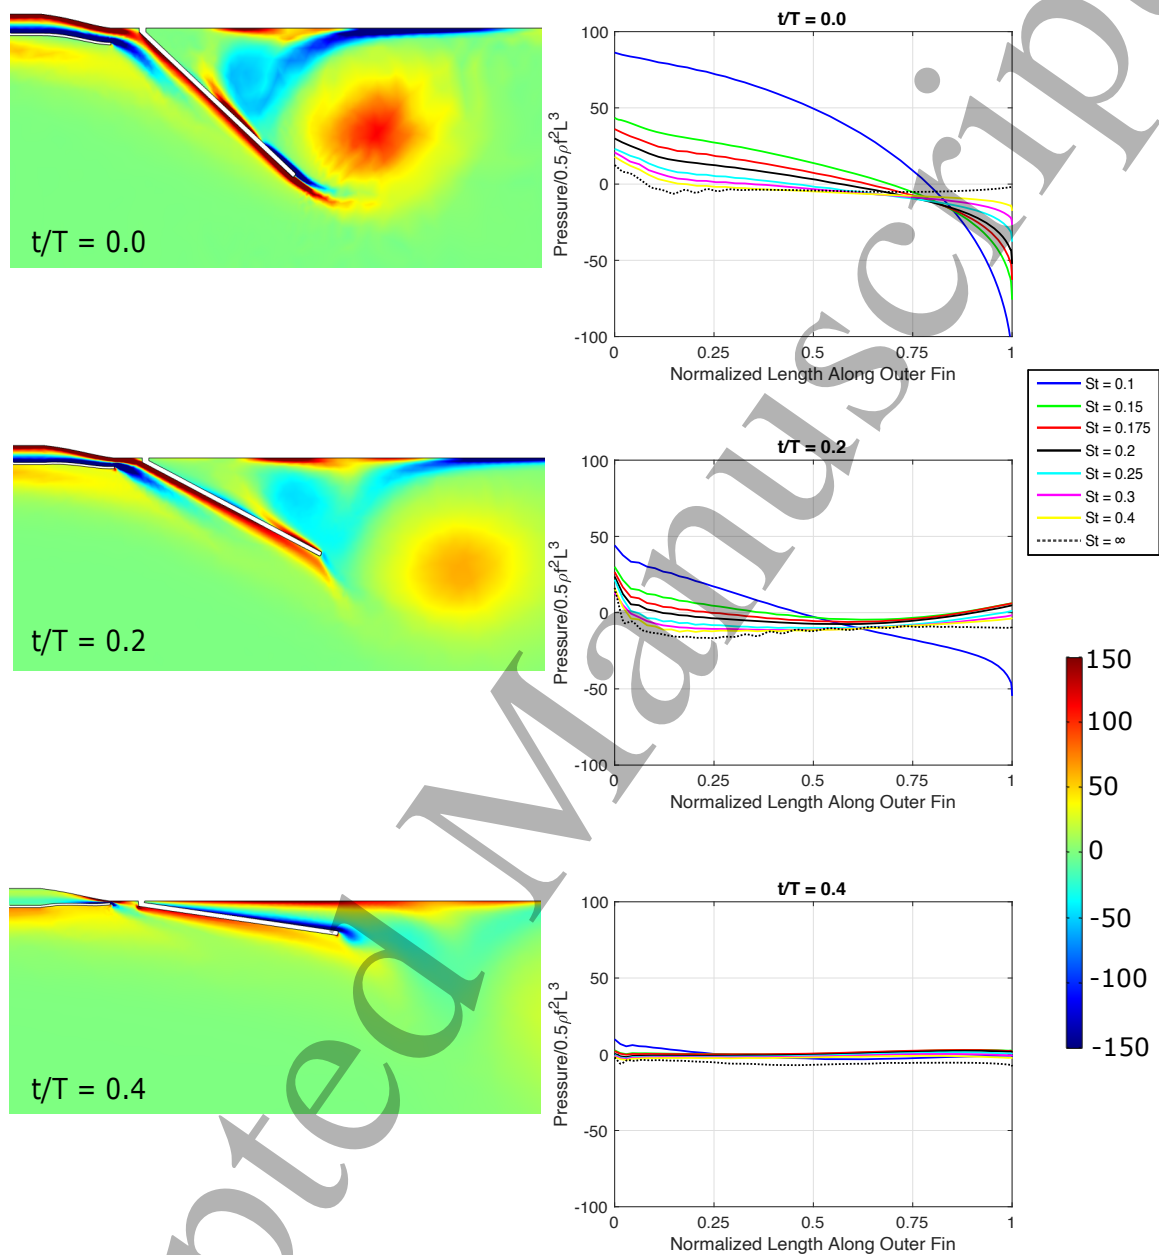 t/T = 0.0
t/T = 0.0
100
50
0
-50
-100
Pressure/0.5ρf²L³
0 0.25 0.5 0.75 1
Normalized Length Along Outer Fin
St = 0.1
St = 0.15
St = 0.175
St = 0.2
St = 0.25
St = 0.3
St = 0.4
St = ∞
t/T = 0.2
t/T = 0.2
100
50
0
-50
-100
Pressure/0.5ρf²L³
0 0.25 0.5 0.75 1
Normalized Length Along Outer Fin
150
100
50
0
-50
-100
-150
t/T = 0.4
t/T = 0.4
100
50
0
-50
-100
Pressure/0.5ρf²L³
0 0.25 0.5 0.75 1
Normalized Length Along Outer Fin
pted Manuscrip